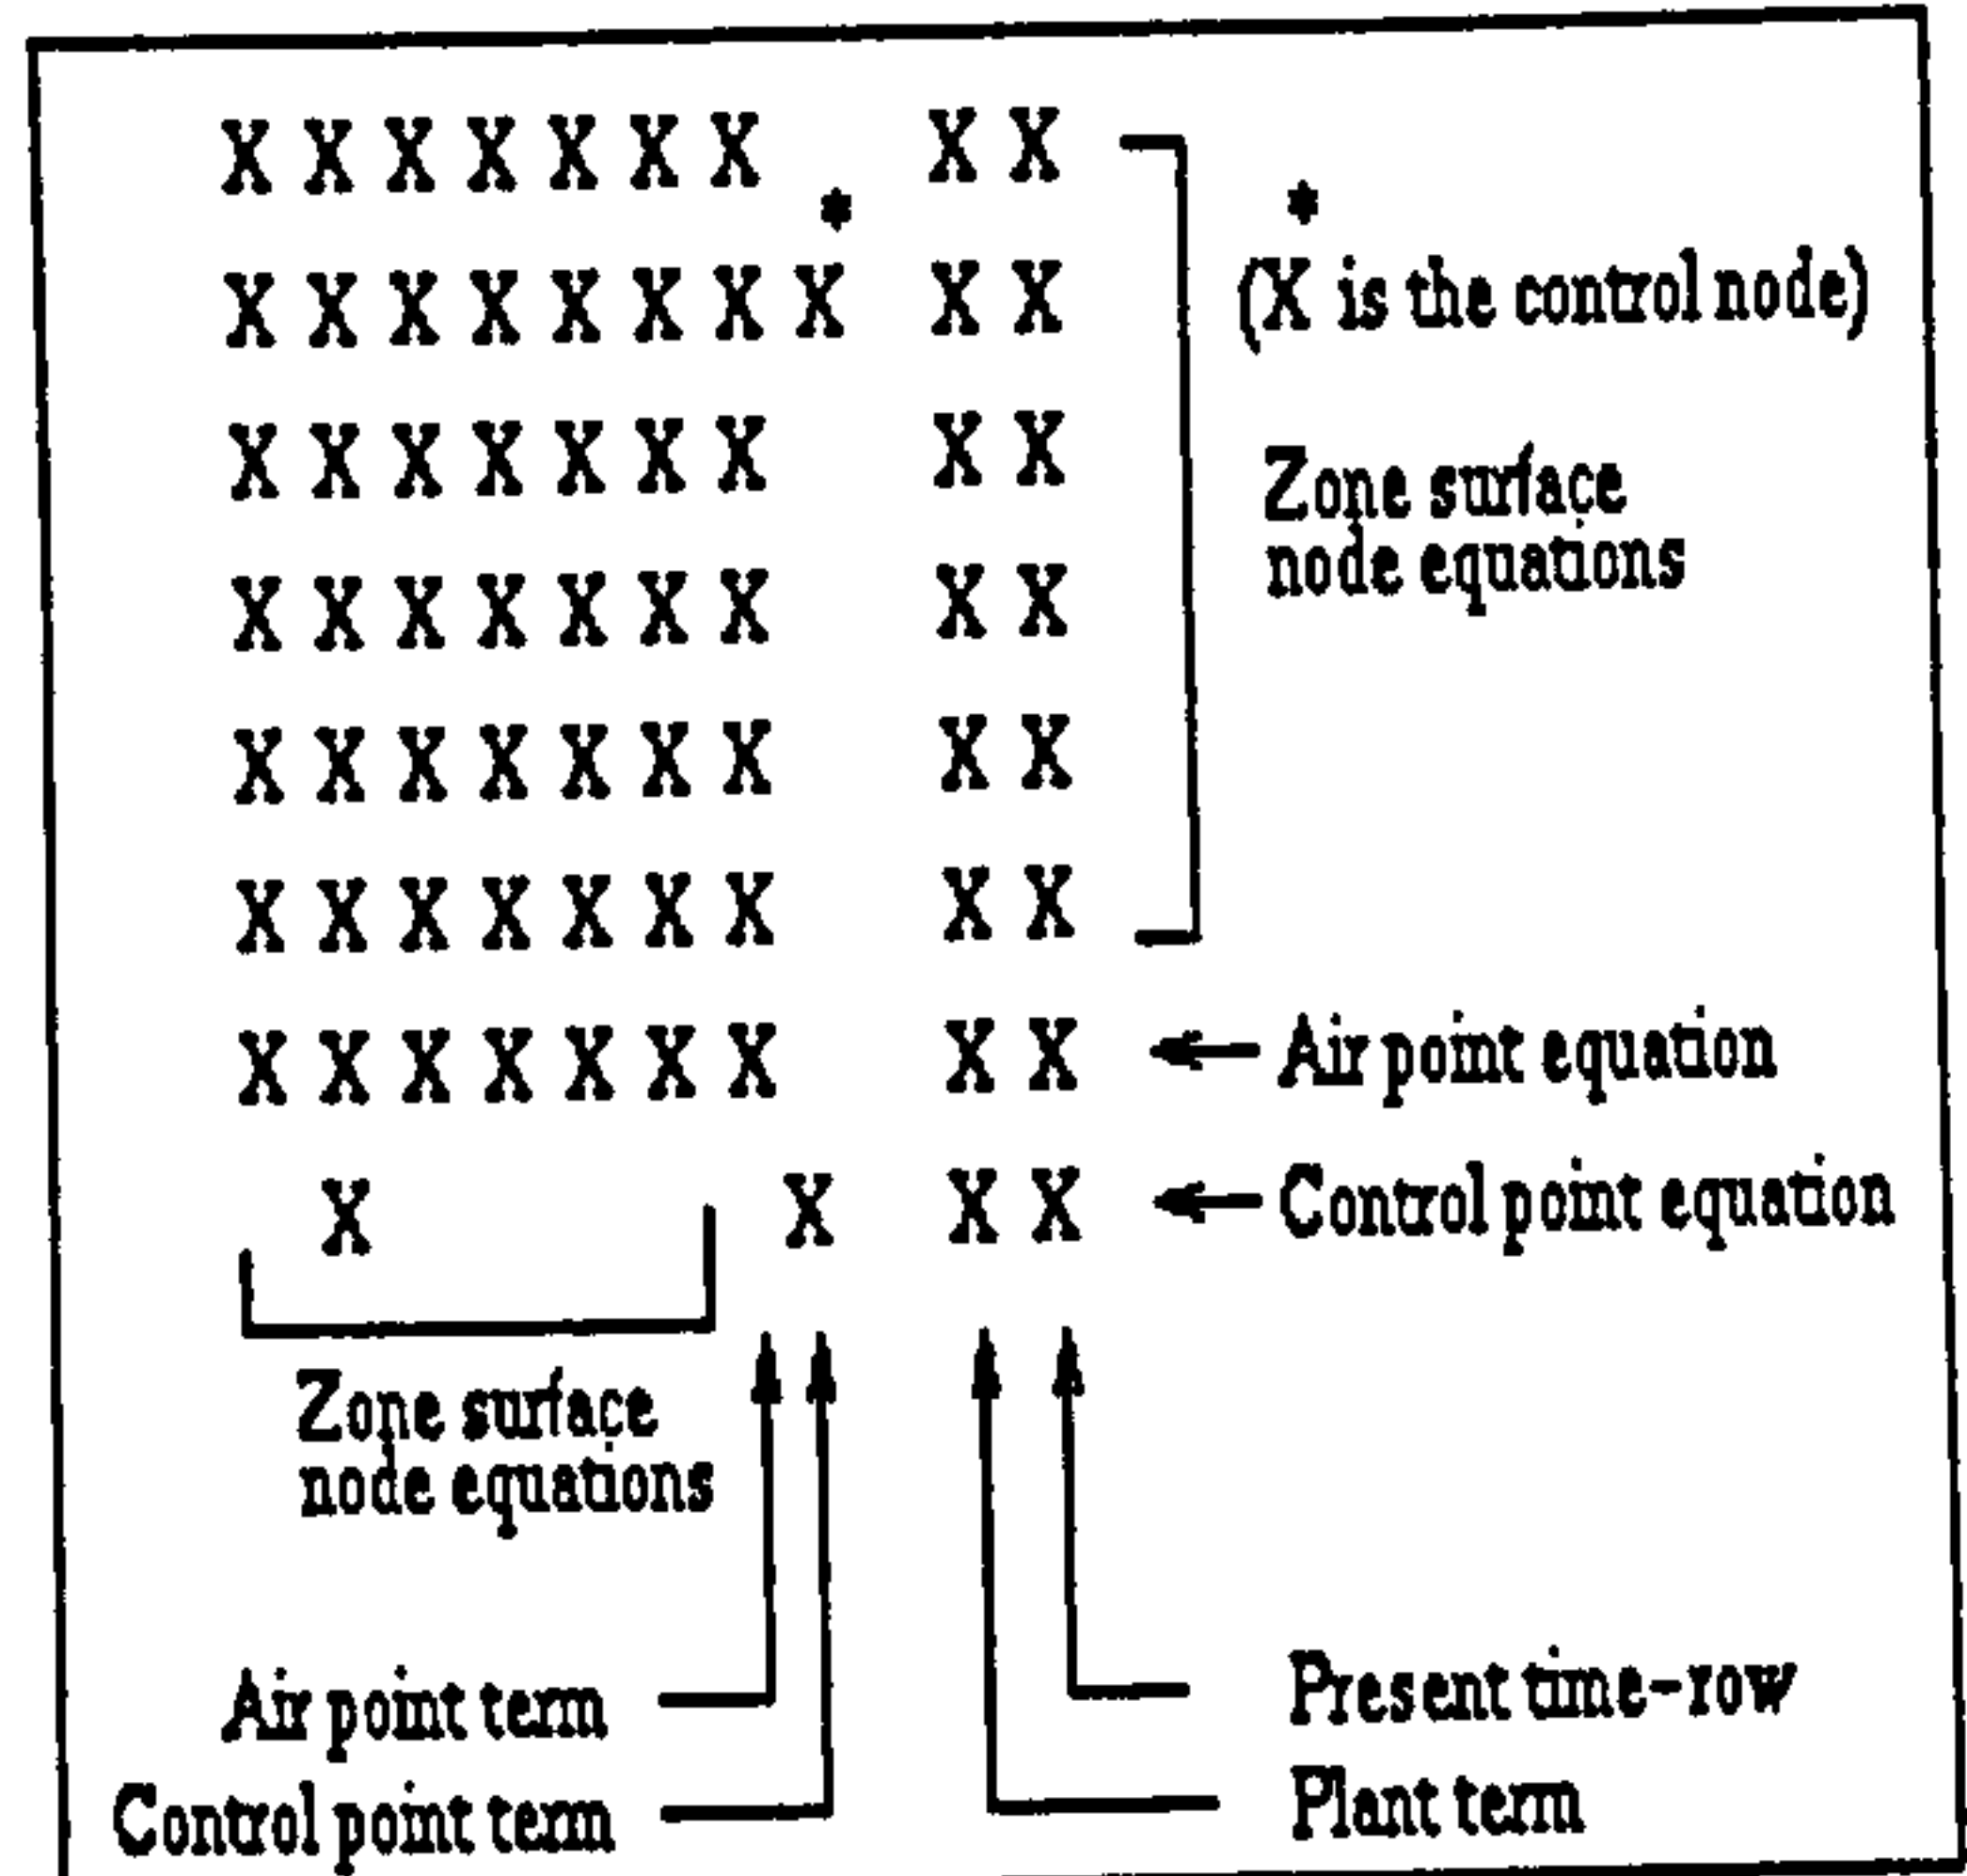 X X X X X X X X X
* *
X X X X X X X X X X (X is the control node)
X X X X X X X X X
Zone surface
node equations
X X X X X X X X X
X X X X X X X X X
X X X X X X X X X
X X X X X X X X X ← Air point equation
X X X X ← Control point equation
Zone surface
node equations
Air point term
Present time-row
Control point term
Plant term